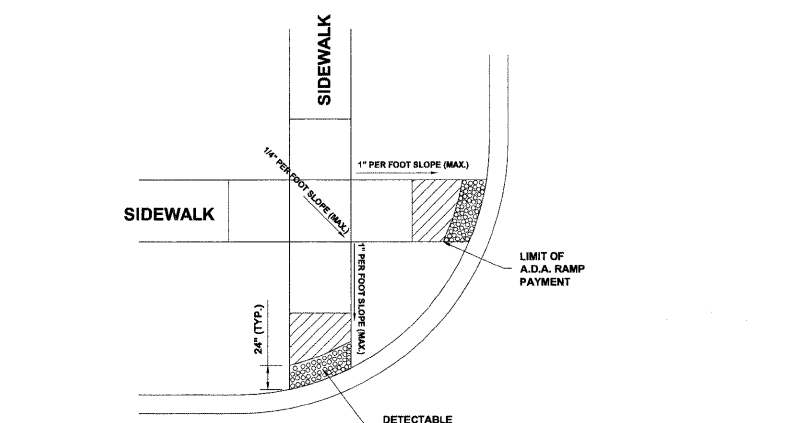 SIDEWALK
1/4" PER FOOT SLOPE (MAX.)
1" PER FOOT SLOPE (MAX.)
SIDEWALK
1" PER FOOT SLOPE (MAX.)
LIMIT OF
A.D.A. RAMP
PAYMENT
24" (TYP.)
DETECTABLE